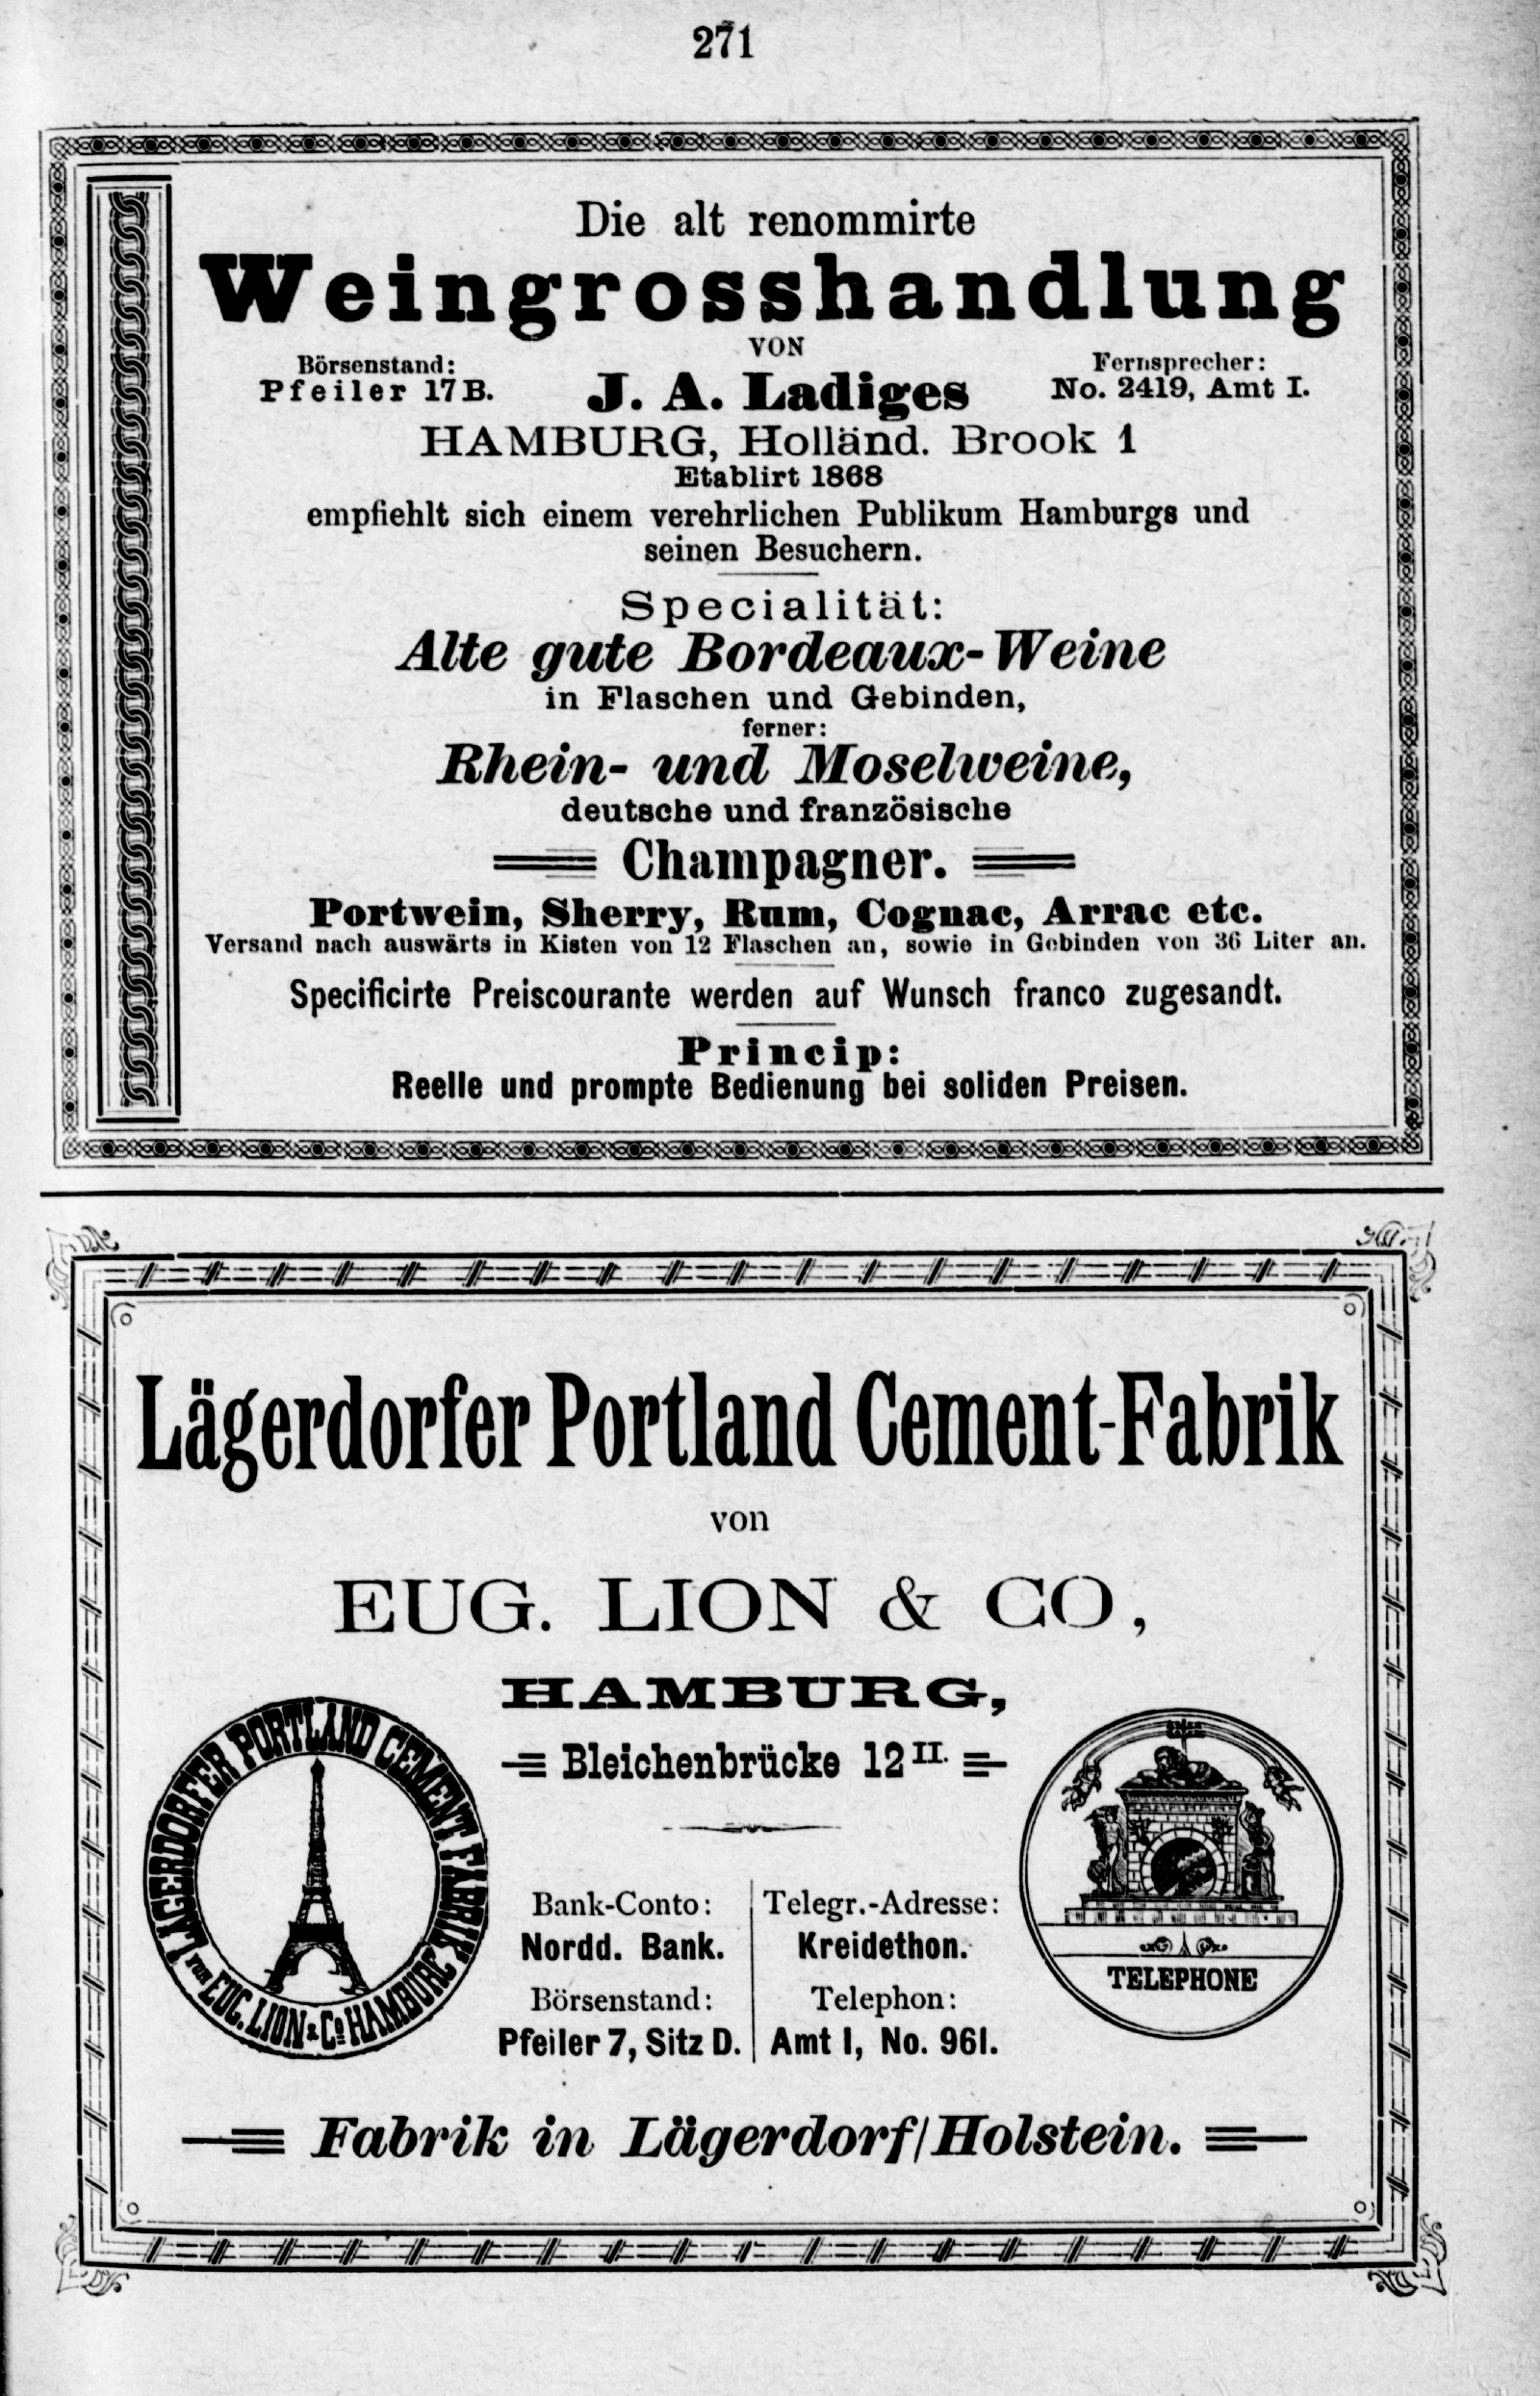 271
Die alt renommirte
Weingrosshandlung
VON
Börsenstand:
Pfeiler 17B.
J. A. Ladiges
Fernsprecher:
No. 2419, Amt I.
HAMBURG, Holländ. Brook 1
Etablirt 1868
empfiehlt sich einem verehrlichen Publikum Hamburgs und
seinen Besuchern.
Specialität:
Alte gute Bordeaux-Weine
in Flaschen und Gebinden,
ferner:
Rhein- und Moselweine,
deutsche und französische
Champagner.
Portwein, Sherry, Rum, Cognac, Arrac etc.
Versand nach auswärts in Kisten von 12 Flaschen an, sowie in Gebinden von 36 Liter an.
Specificirte Preiscourante werden auf Wunsch franco zugesandt.
Princip:
Reelle und prompte Bedienung bei soliden Preisen.
Lägerdorfer Portland Cement-Fabrik
von
EUG. LION & CO,
HAMBURG,
Bleichenbrücke 12 II.
LÄGERDORFER PORTLAND CEMENT FABRIK
VON EUG. LION & Co HAMBURG
Bank-Conto:
Nordd. Bank.
Börsenstand:
Pfeiler 7, Sitz D.
Telegr.-Adresse:
Kreidethon.
Telephon:
Amt I, No. 961.
TELEPHONE
Fabrik in Lägerdorf/Holstein.